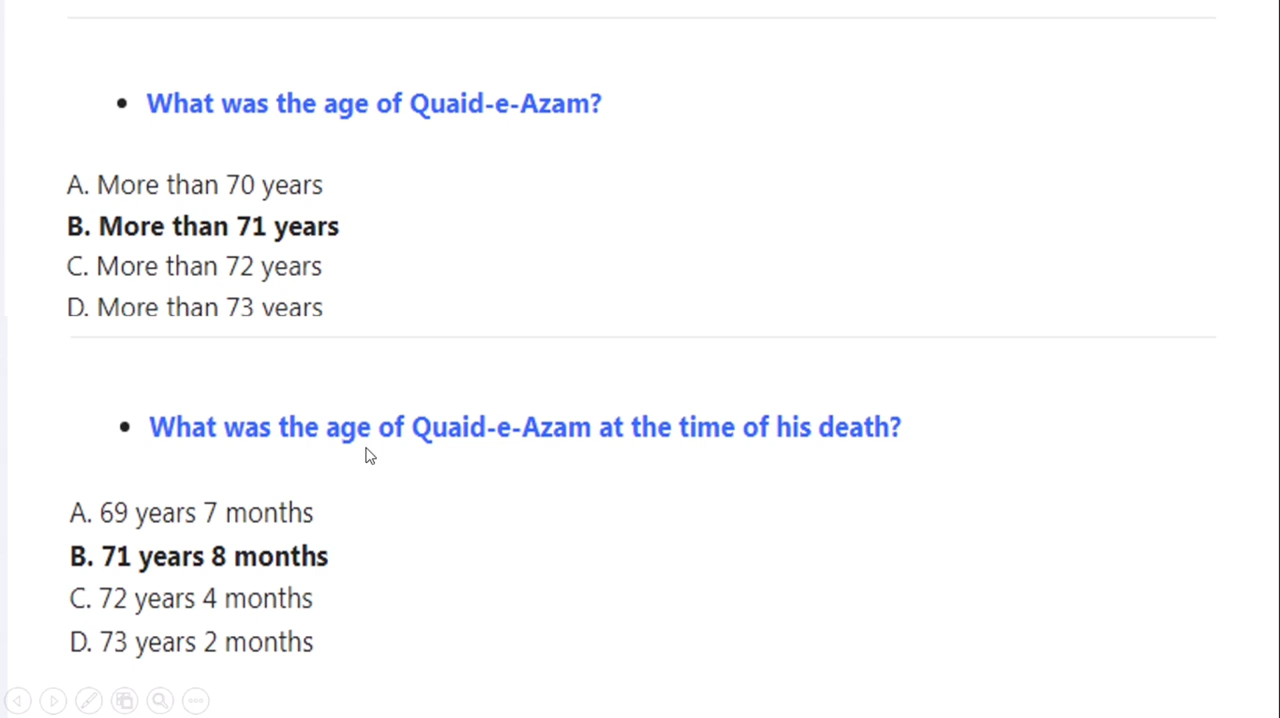 • What was the age of Quaid-e-Azam?
A. More than 70 years
B. More than 71 years
C. More than 72 years
D. More than 73 years
• What was the age of Quaid-e-Azam at the time of his death?
A. 69 years 7 months
B. 71 years 8 months
C. 72 years 4 months
D. 73 years 2 months